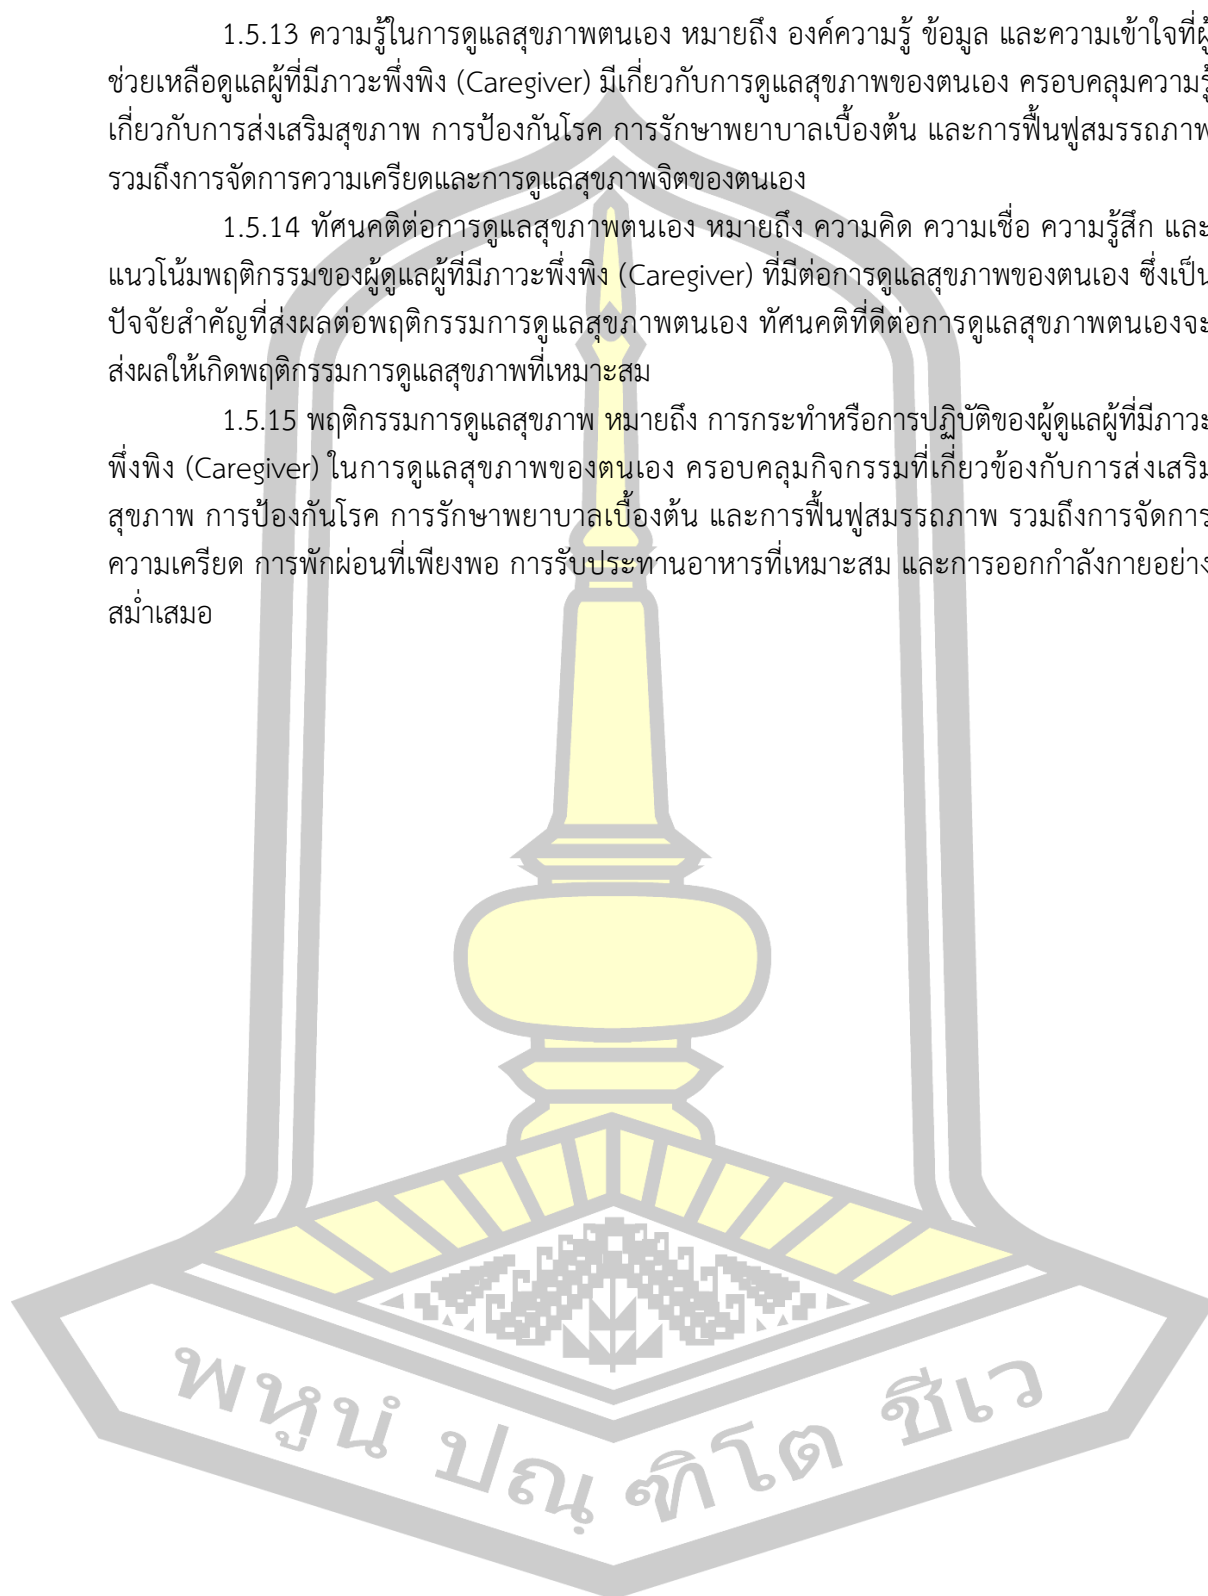 1.5.13 ความรู้ในการดูแลสุขภาพตนเอง หมายถึง องค์ความรู้ ข้อมูล และความเข้าใจที่ผู้
ช่วยเหลือดูแลผู้ที่มีภาวะพึ่งพิง (Caregiver) มีเกี่ยวกับการดูแลสุขภาพของตนเอง ครอบคลุมความรู้
เกี่ยวกับการส่งเสริมสุขภาพ การป้องกันโรค การรักษาพยาบาลเบื้องต้น และการฟื้นฟูสมรรถภาพ
รวมถึงการจัดการความเครียดและการดูแลสุขภาพจิตของตนเอง
1.5.14 ทัศนคติต่อการดูแลสุขภาพตนเอง หมายถึง ความคิด ความเชื่อ ความรู้สึก และ
แนวโน้มพฤติกรรมของผู้ดูแลผู้ที่มีภาวะพึ่งพิง (Caregiver) ที่มีต่อการดูแลสุขภาพของตนเอง ซึ่งเป็น
ปัจจัยสำคัญที่ส่งผลต่อพฤติกรรมการดูแลสุขภาพตนเอง ทัศนคติที่ดีต่อการดูแลสุขภาพตนเองจะ
ส่งผลให้เกิดพฤติกรรมการดูแลสุขภาพที่เหมาะสม
1.5.15 พฤติกรรมการดูแลสุขภาพ หมายถึง การกระทำหรือการปฏิบัติของผู้ดูแลผู้ที่มีภาวะ
พึ่งพิง (Caregiver) ในการดูแลสุขภาพของตนเอง ครอบคลุมกิจกรรมที่เกี่ยวข้องกับการส่งเสริม
สุขภาพ การป้องกันโรค การรักษาพยาบาลเบื้องต้น และการฟื้นฟูสมรรถภาพ รวมถึงการจัดการ
ความเครียด การพักผ่อนที่เพียงพอ การรับประทานอาหารที่เหมาะสม และการออกกำลังกายอย่าง
สม่ำเสมอ
พหูนํ ปณฺฑิโต ชีเว